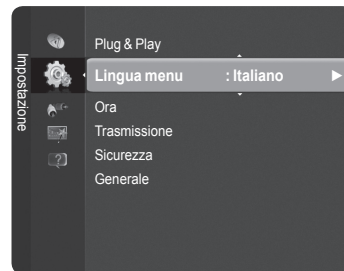 Impostazione
Plug & Play
Lingua menu : Italiano
Ora
Trasmissione
Sicurezza
Generale